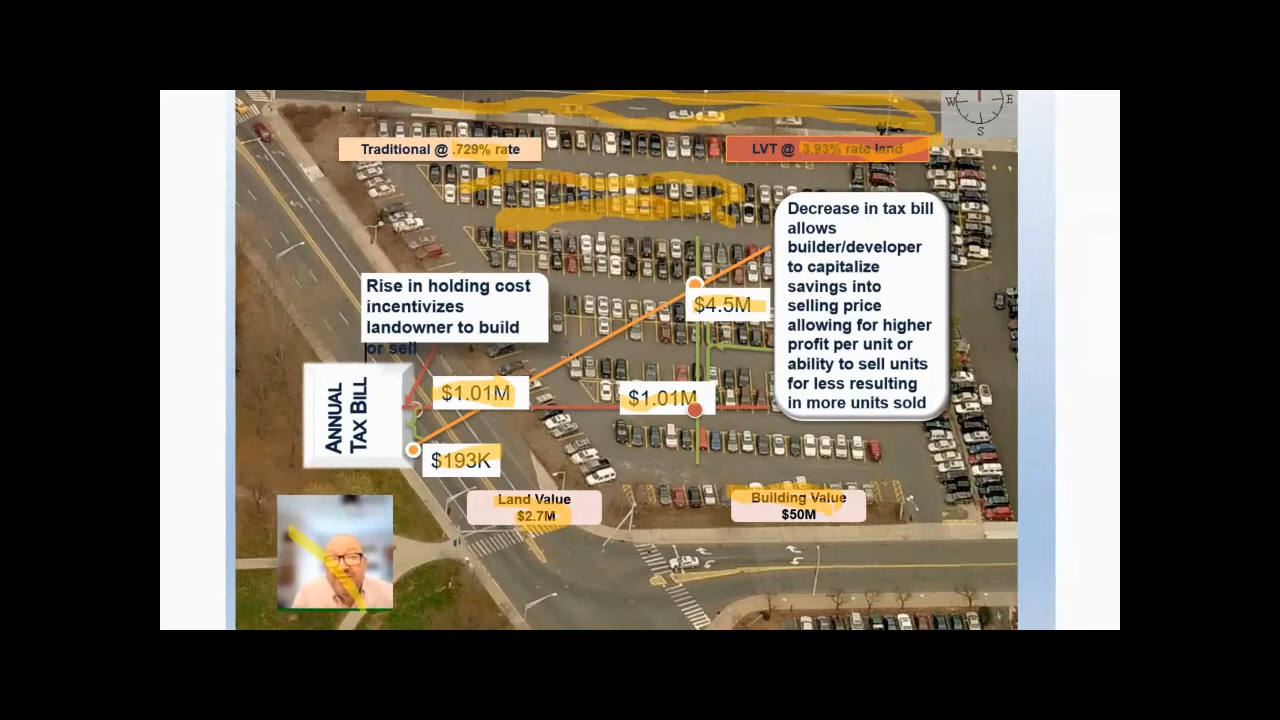 W E
S
Traditional @ .729% rate
LVT @ 3.93% rate land
Decrease in tax bill
allows
builder/developer
to capitalize
savings into
selling price
allowing for higher
profit per unit or
ability to sell units
for less resulting
in more units sold
Rise in holding cost
incentivizes
landowner to build
or sell
$4.5M
ANNUAL
TAX BILL
$1.01M
$1.01M
$193K
Land Value
$2.7M
Building Value
$50M